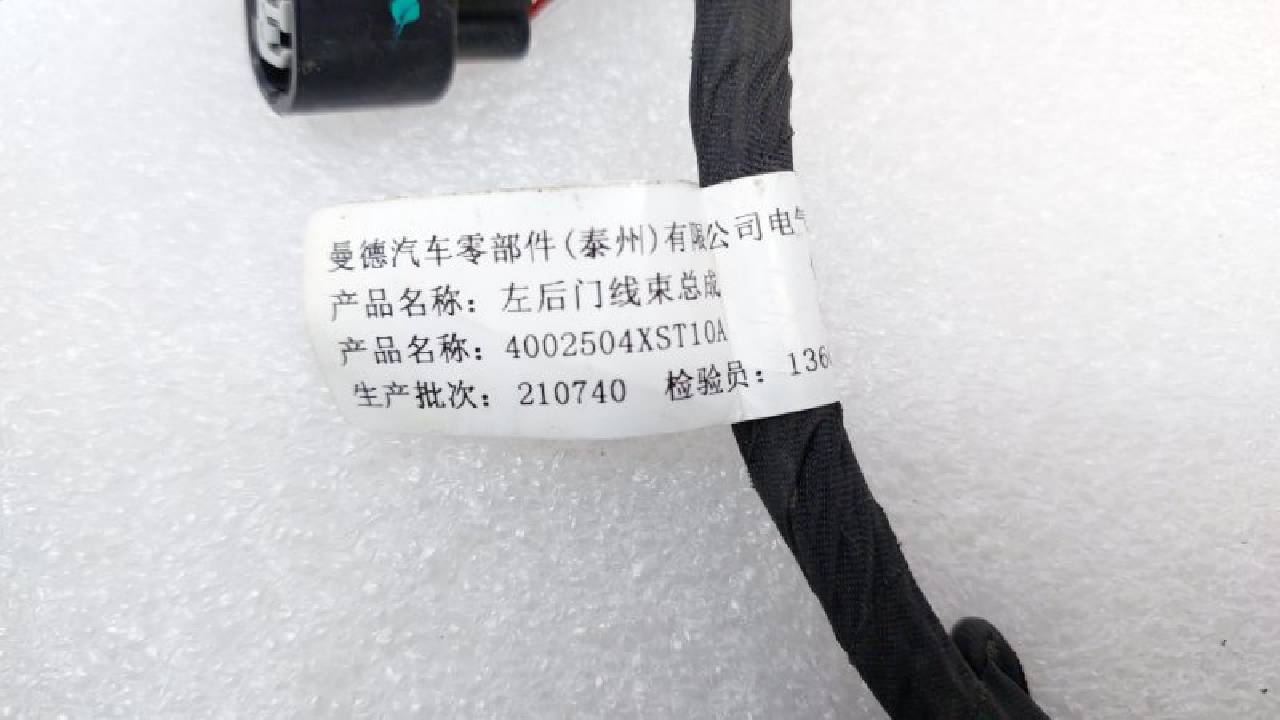 曼德汽车零部件(泰州)有限公司电气
产品名称：左后门线束总成
产品名称：4002504XST10A
生产批次：210740 检验员：136